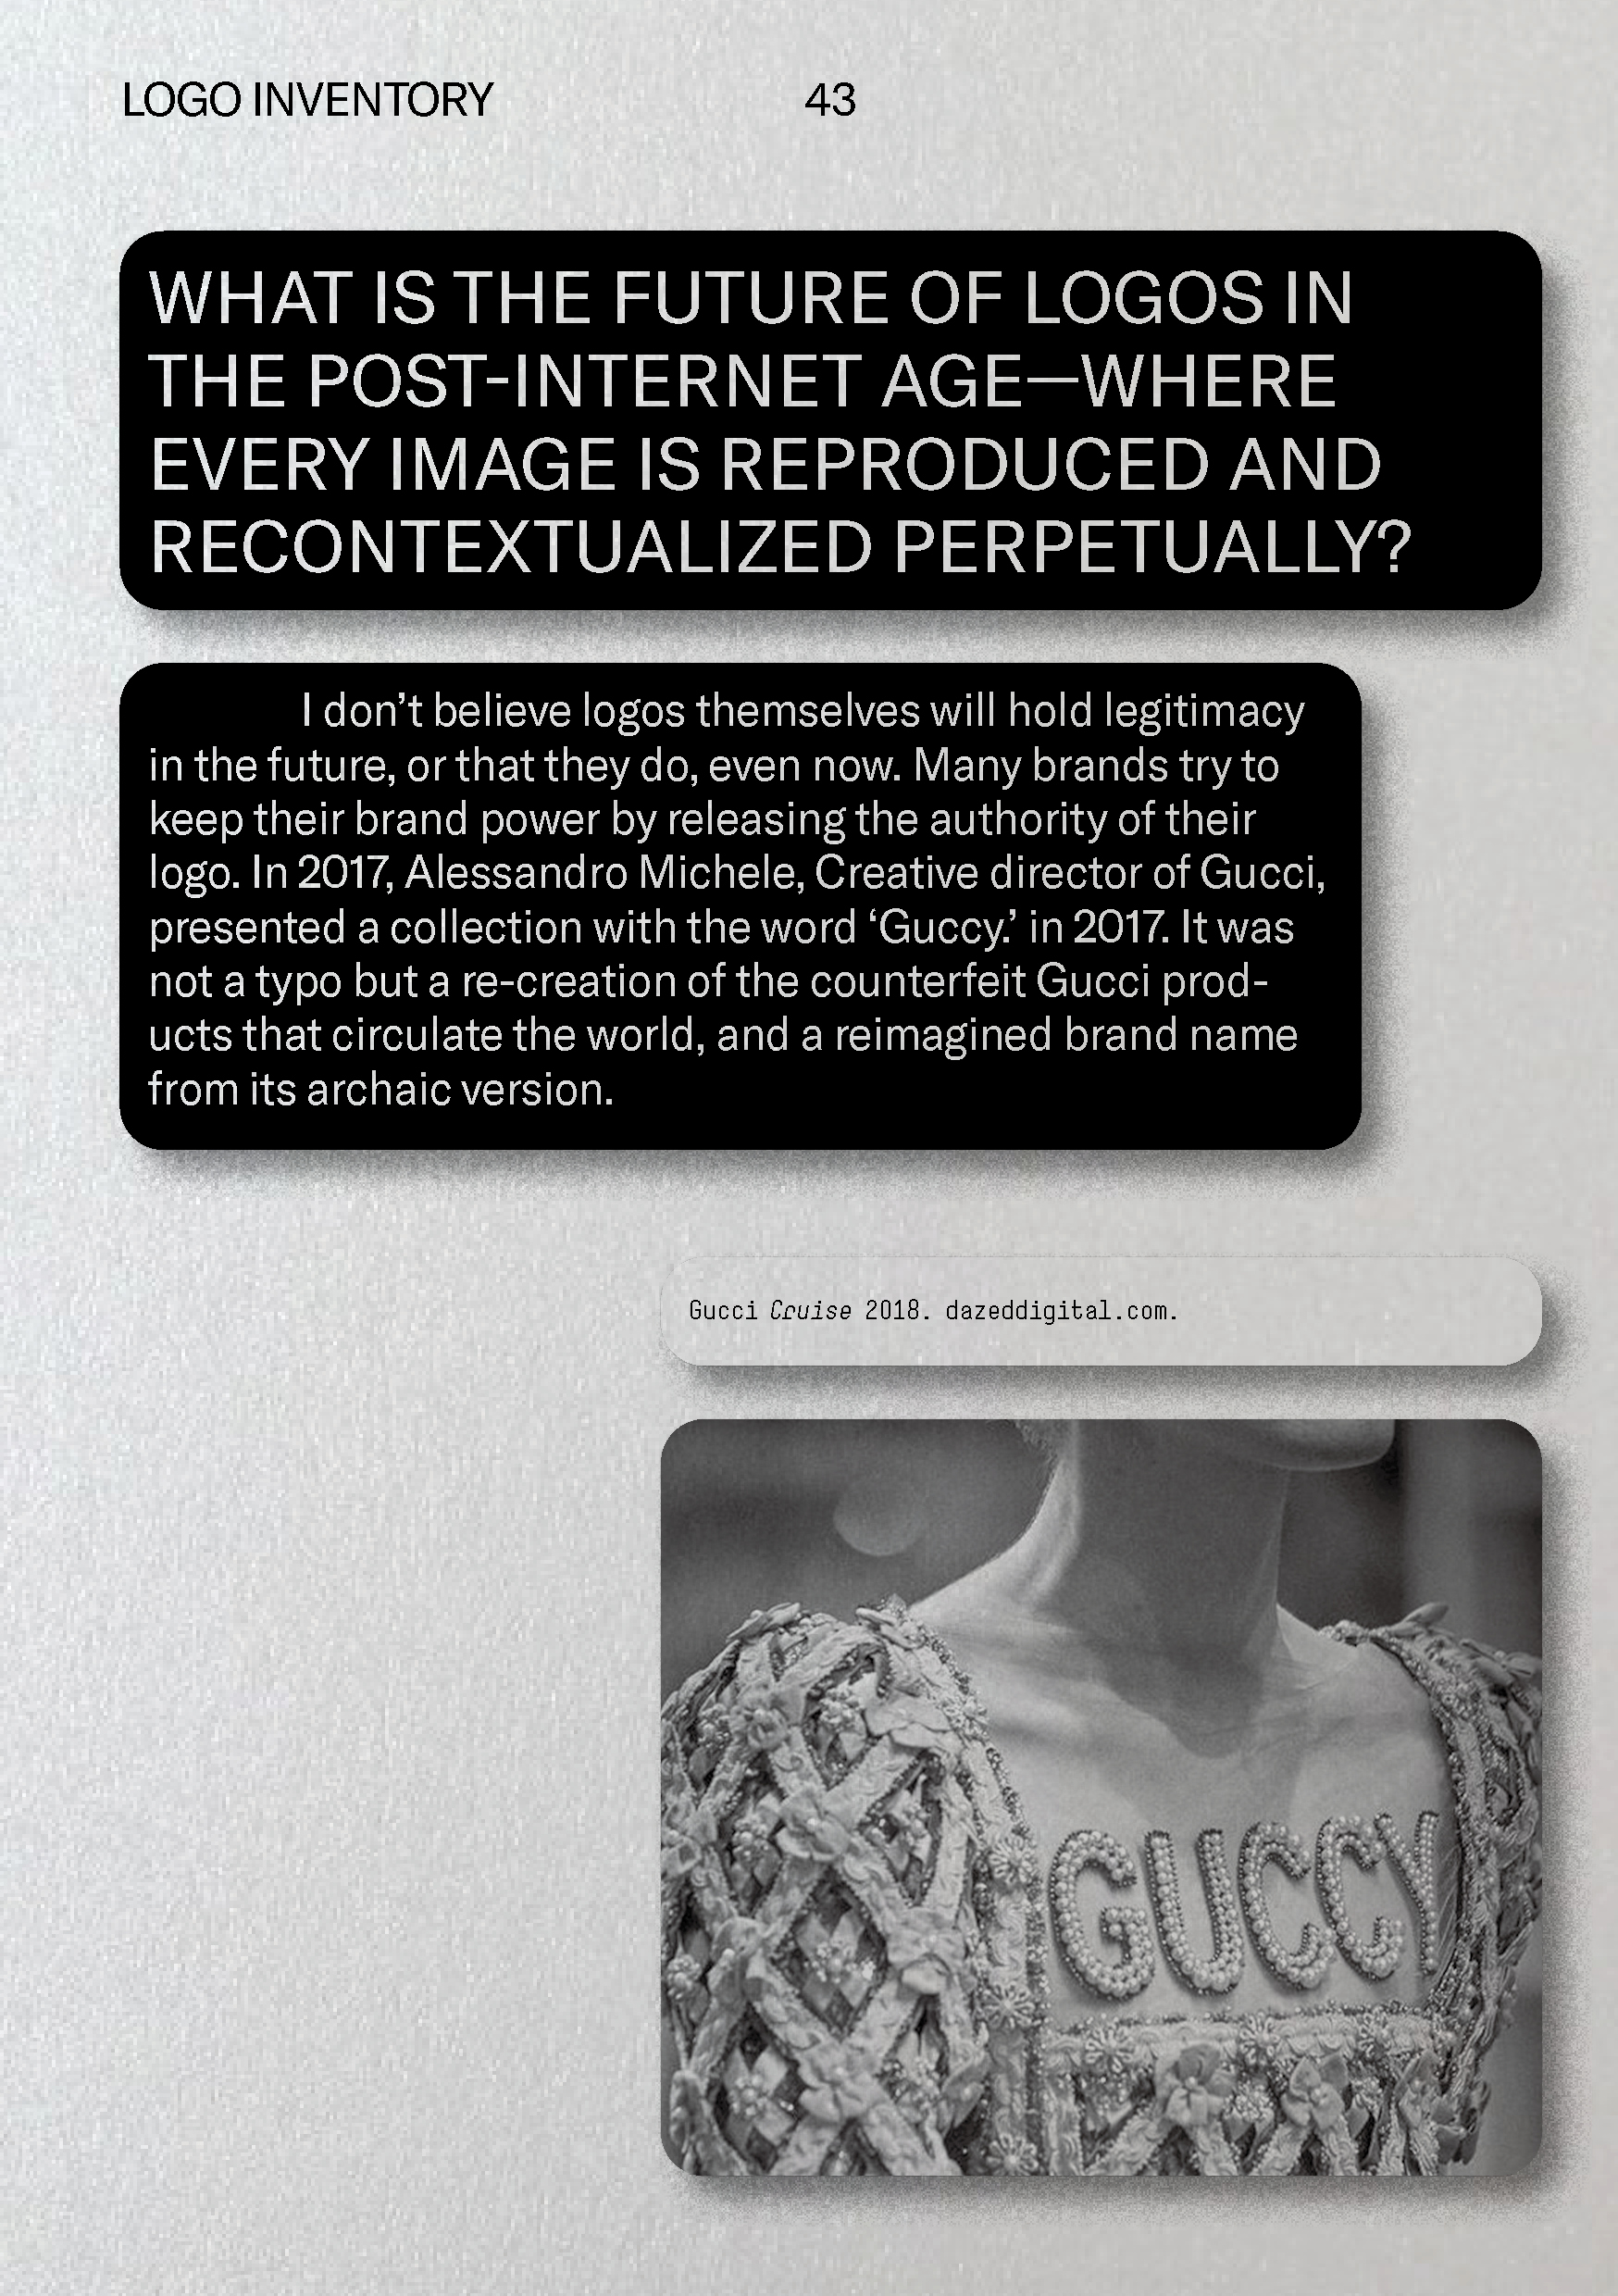 LOGO INVENTORY
43
WHAT IS THE FUTURE OF LOGOS IN
THE POST-INTERNET AGE—WHERE
EVERY IMAGE IS REPRODUCED AND
RECONTEXTUALIZED PERPETUALLY?
I don’t believe logos themselves will hold legitimacy
in the future, or that they do, even now. Many brands try to
keep their brand power by releasing the authority of their
logo. In 2017, Alessandro Michele, Creative director of Gucci,
presented a collection with the word ‘Guccy.’ in 2017. It was
not a typo but a re-creation of the counterfeit Gucci prod-
ucts that circulate the world, and a reimagined brand name
from its archaic version.
Gucci Cruise 2018. dazeddigital.com.
GUCCY